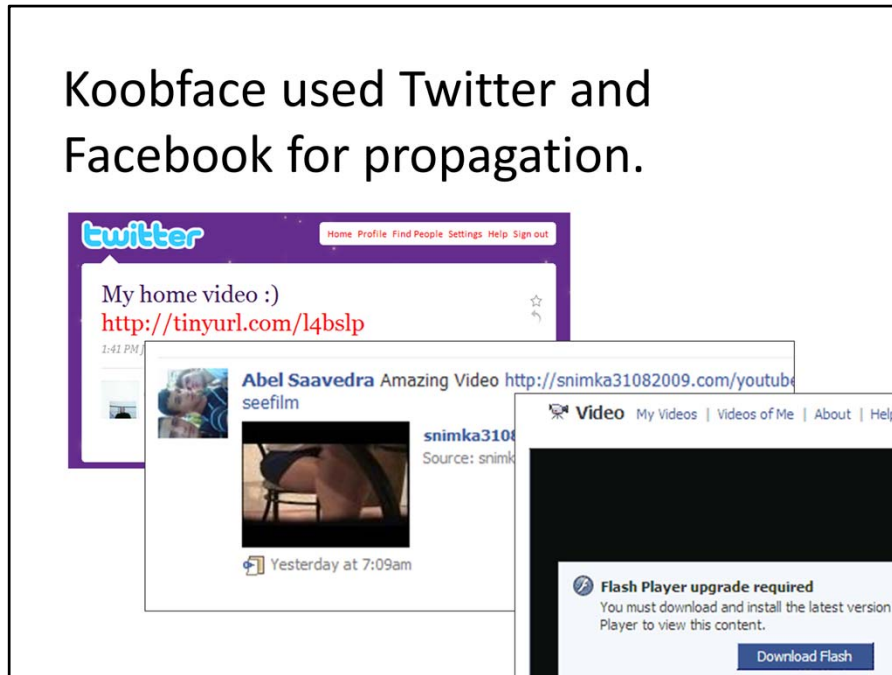 Koobface used Twitter and
Facebook for propagation.
twitter
Home Profile Find People Settings Help Sign out
My home video :)
http://tinyurl.com/l4bslp
1:41 PM
Abel Saavedra Amazing Video http://snimka31082009.com/youtube
seefilm
snimka3108
Source: snimk
Yesterday at 7:09am
Video My Videos | Videos of Me | About | Help
Flash Player upgrade required
You must download and install the latest version
Player to view this content.
Download Flash